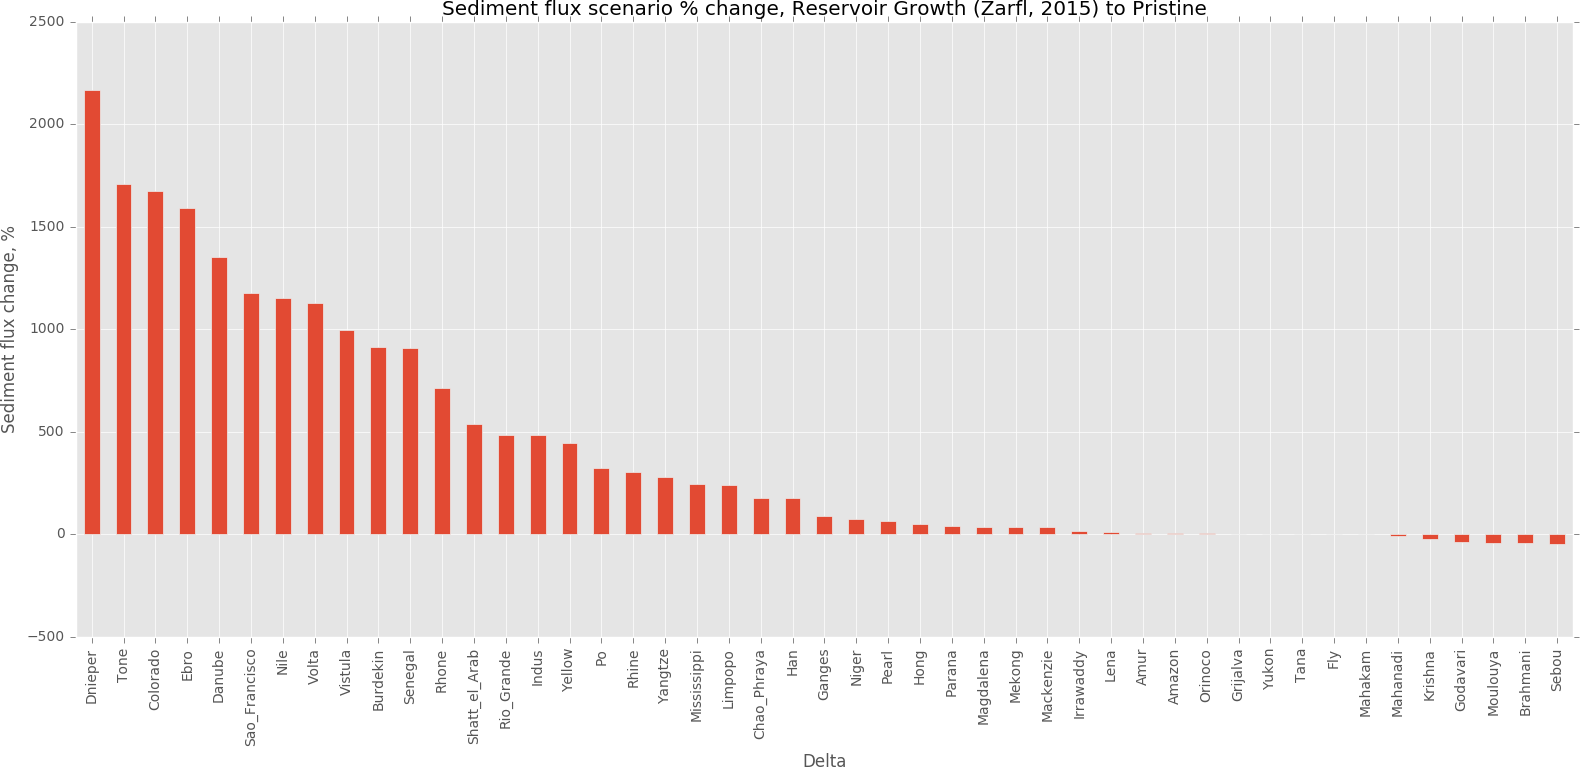 Sediment flux scenario % change, Reservoir Growth (Zarfl, 2015) to Pristine
2500
2000
1500
1000
500
0
−500
Sediment flux change, %
Dnieper
Tone
Colorado
Ebro
Danube
Sao_Francisco
Nile
Volta
Vistula
Burdekin
Senegal
Rhone
Shatt_el_Arab
Rio_Grande
Indus
Yellow
Po
Rhine
Yangtze
Mississippi
Limpopo
Chao_Phraya
Han
Ganges
Niger
Pearl
Hong
Parana
Magdalena
Mekong
Mackenzie
Irrawaddy
Lena
Amur
Amazon
Orinoco
Grijalva
Yukon
Tana
Fly
Mahakam
Mahanadi
Krishna
Godavari
Moulouya
Brahmani
Sebou
Delta